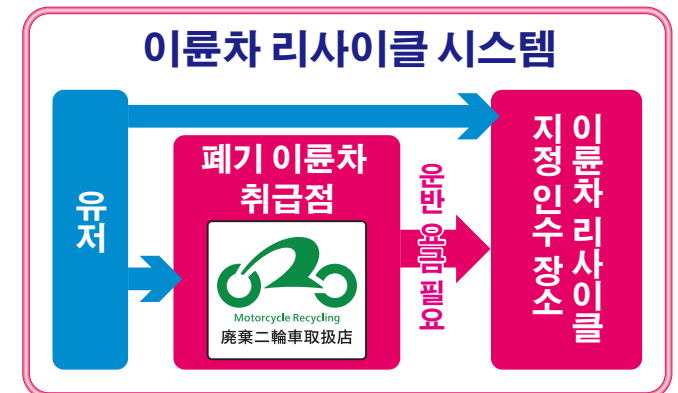 이륜차 리사이클 시스템
유저
폐기 이륜차
취급점
Motorcycle Recycling
廃棄二輪車取扱店
운반 요금 필요
이륜차 리사이클
지정 인수 장소